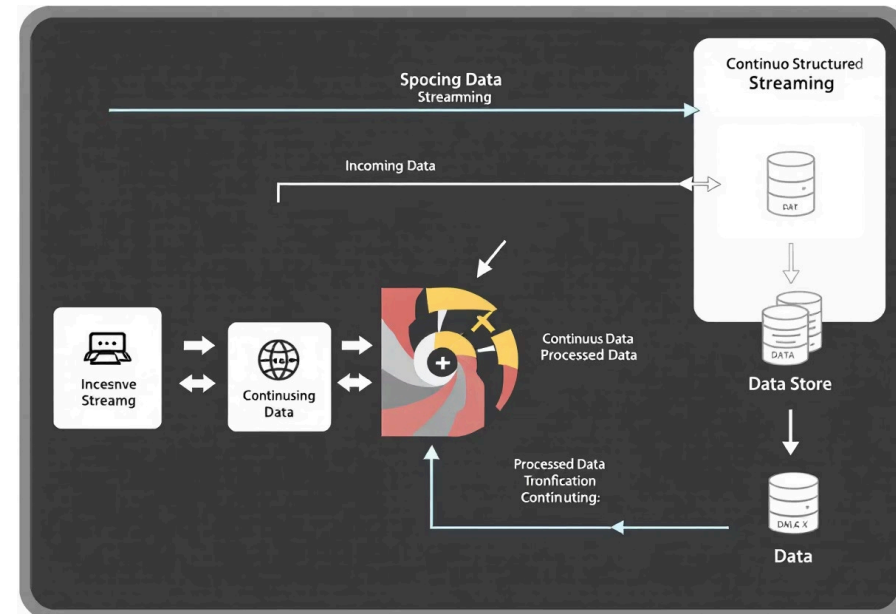 Spocing Data
Streamming
Continuo Structured
Streaming
Incoming Data
DAT
Continuus Data
Processed Data
Incesnve
Streamg
Continusing
Data
DATA
Data Store
Processed Data
Tronfication
Continuting:
Data